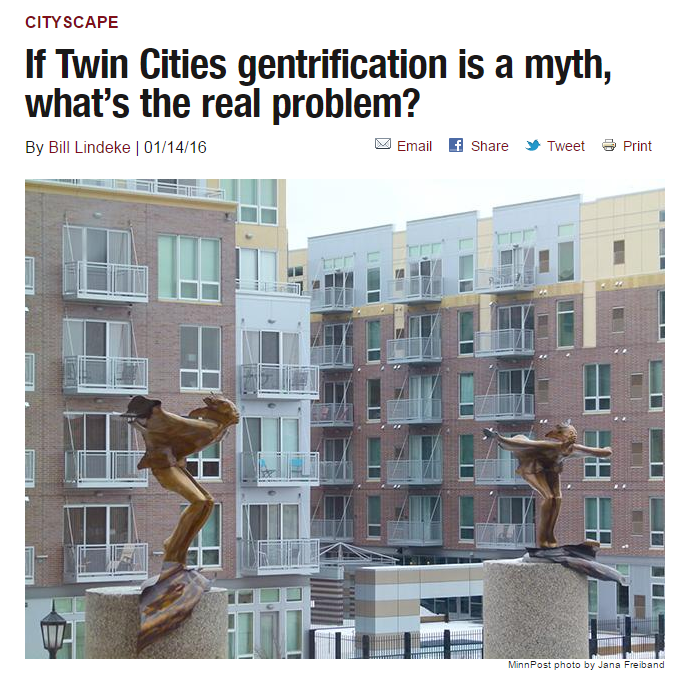 CITYSCAPE
If Twin Cities gentrification is a myth,
what's the real problem?
By Bill Lindeke | 01/14/16
Email Share Tweet Print
MinnPost photo by Jana Freiband